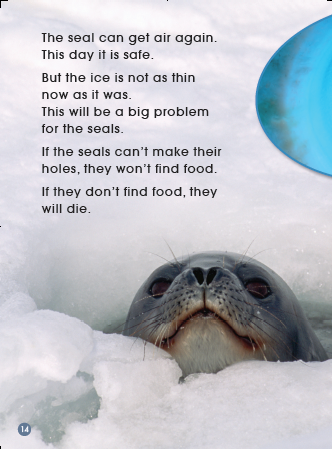 The seal can get air again.
This day it is safe.
But the ice is not as thin
now as it was.
This will be a big problem
for the seals.
If the seals can't make their
holes, they won't find food.
If they don't find food, they
will die.
14